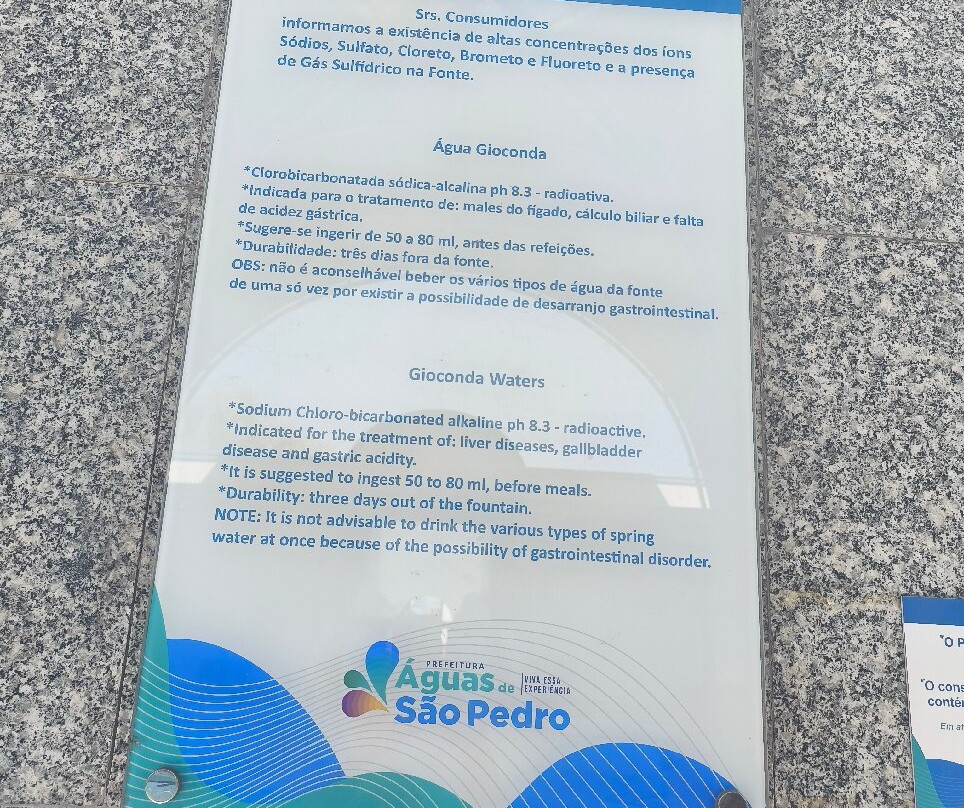 Srs. Consumidores
informamos a existência de altas concentrações dos íons
Sódios, Sulfato, Cloreto, Brometo e Fluoreto e a presença
de Gás Sulfídrico na Fonte.
Água Gioconda
*Clorobicarbonatada sódica-alcalina ph 8.3 - radioativa.
*Indicada para o tratamento de: males do fígado, cálculo biliar e falta
de acidez gástrica.
*Sugere-se ingerir de 50 a 80 ml, antes das refeições.
*Durabilidade: três dias fora da fonte.
OBS: não é aconselhável beber os vários tipos de água da fonte
de uma só vez por existir a possibilidade de desarranjo gastrointestinal.
Gioconda Waters
*Sodium Chloro-bicarbonated alkaline ph 8.3 - radioactive.
*Indicated for the treatment of: liver diseases, gallbladder
disease and gastric acidity.
*It is suggested to ingest 50 to 80 ml, before meals.
*Durability: three days out of the fountain.
NOTE: It is not advisable to drink the various types of spring
water at once because of the possibility of gastrointestinal disorder.
PREFEITURA
Águas de
São Pedro
VIVA ESSA
EXPERIÊNCIA
"O
"O
Em